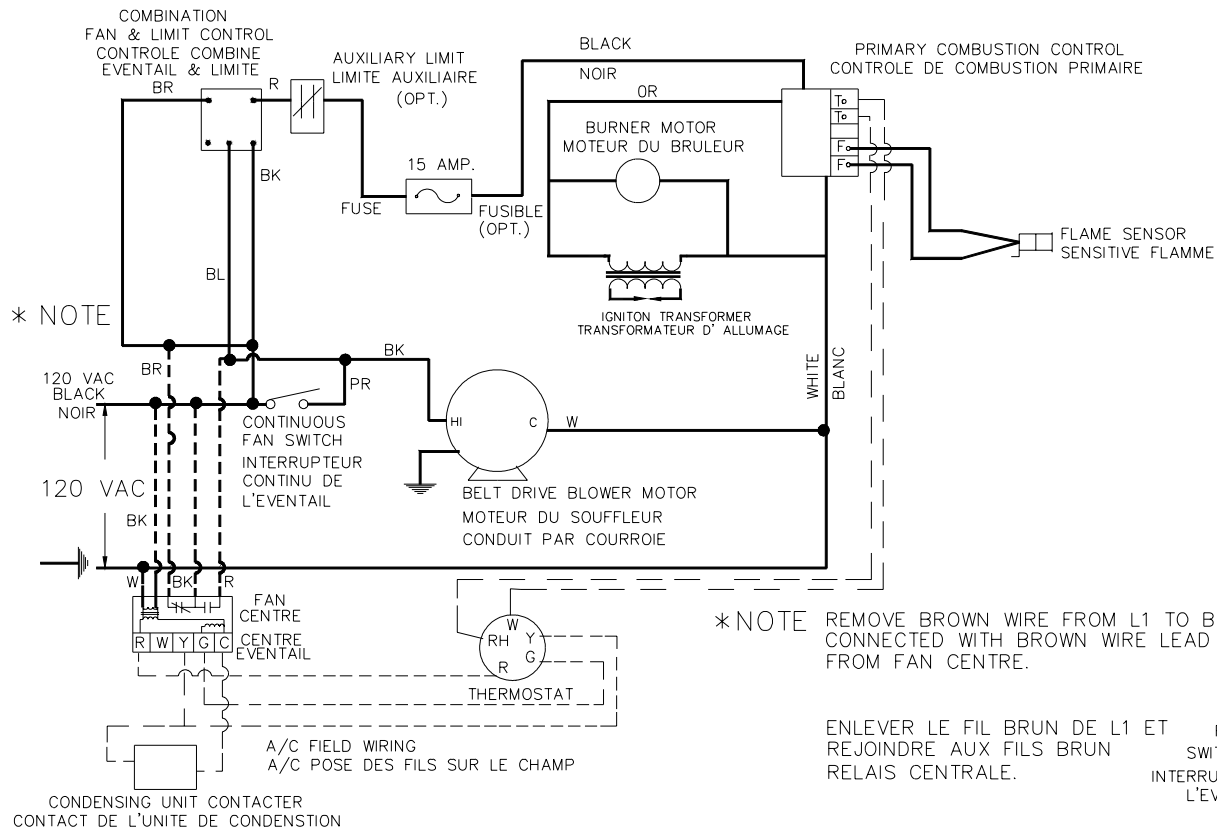 COMBINATION
FAN & LIMIT CONTROL
CONTROLE COMBINE
EVENTAIL & LIMITE
BR
R
AUXILIARY LIMIT
LIMITE AUXILIAIRE
(OPT.)
BLACK
NOIR
PRIMARY COMBUSTION CONTROL
CONTROLE DE COMBUSTION PRIMAIRE
OR
T
T
F
F
BURNER MOTOR
MOTEUR DU BRULEUR
15 AMP.
FUSE
FUSIBLE
(OPT.)
BK
BL
FLAME SENSOR
SENSITIVE FLAMME
IGNITON TRANSFORMER
TRANSFORMATEUR D' ALLUMAGE
* NOTE
BR
BK
PR
WHITE
BLANC
120 VAC
BLACK
NOIR
CONTINUOUS
FAN SWITCH
INTERRUPTEUR
CONTINU DE
L'EVENTAIL
HI
C
W
120 VAC
BK
BELT DRIVE BLOWER MOTOR
MOTEUR DU SOUFFLEUR
CONDUIT PAR COURROIE
W
BK
R
FAN
CENTRE
CENTRE
EVENTAIL
R W Y G C
W
RH
Y
G
R
THERMOSTAT
*NOTE
REMOVE BROWN WIRE FROM L1 TO B
CONNECTED WITH BROWN WIRE LEAD
FROM FAN CENTRE.
ENLEVER LE FIL BRUN DE L1 ET
REJOINDRE AUX FILS BRUN
RELAIS CENTRALE.
SWIT
INTERRU
L'EV
A/C FIELD WIRING
A/C POSE DES FILS SUR LE CHAMP
CONDENSING UNIT CONTACTER
CONTACT DE L'UNITE DE CONDENSTION